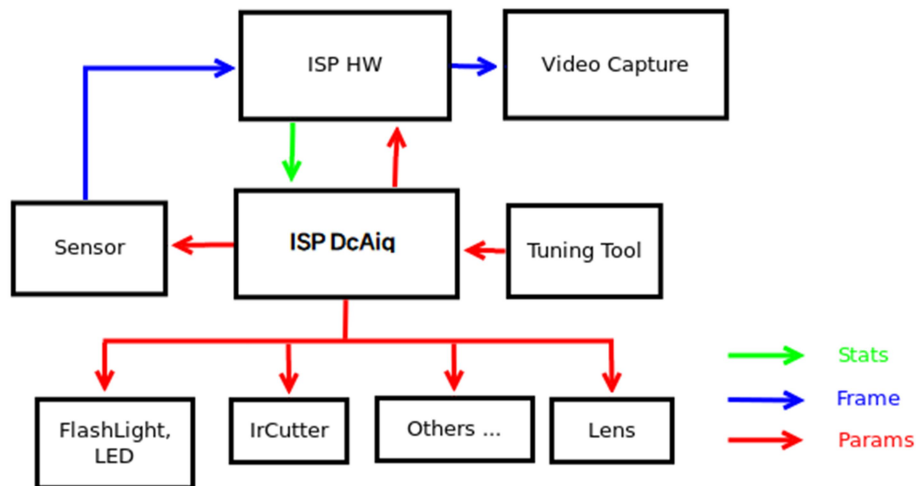 ISP HW
Video Capture
Sensor
ISP DcAiq
Tuning Tool
Stats
Frame
Params
FlashLight,
LED
IrCutter
Others ...
Lens